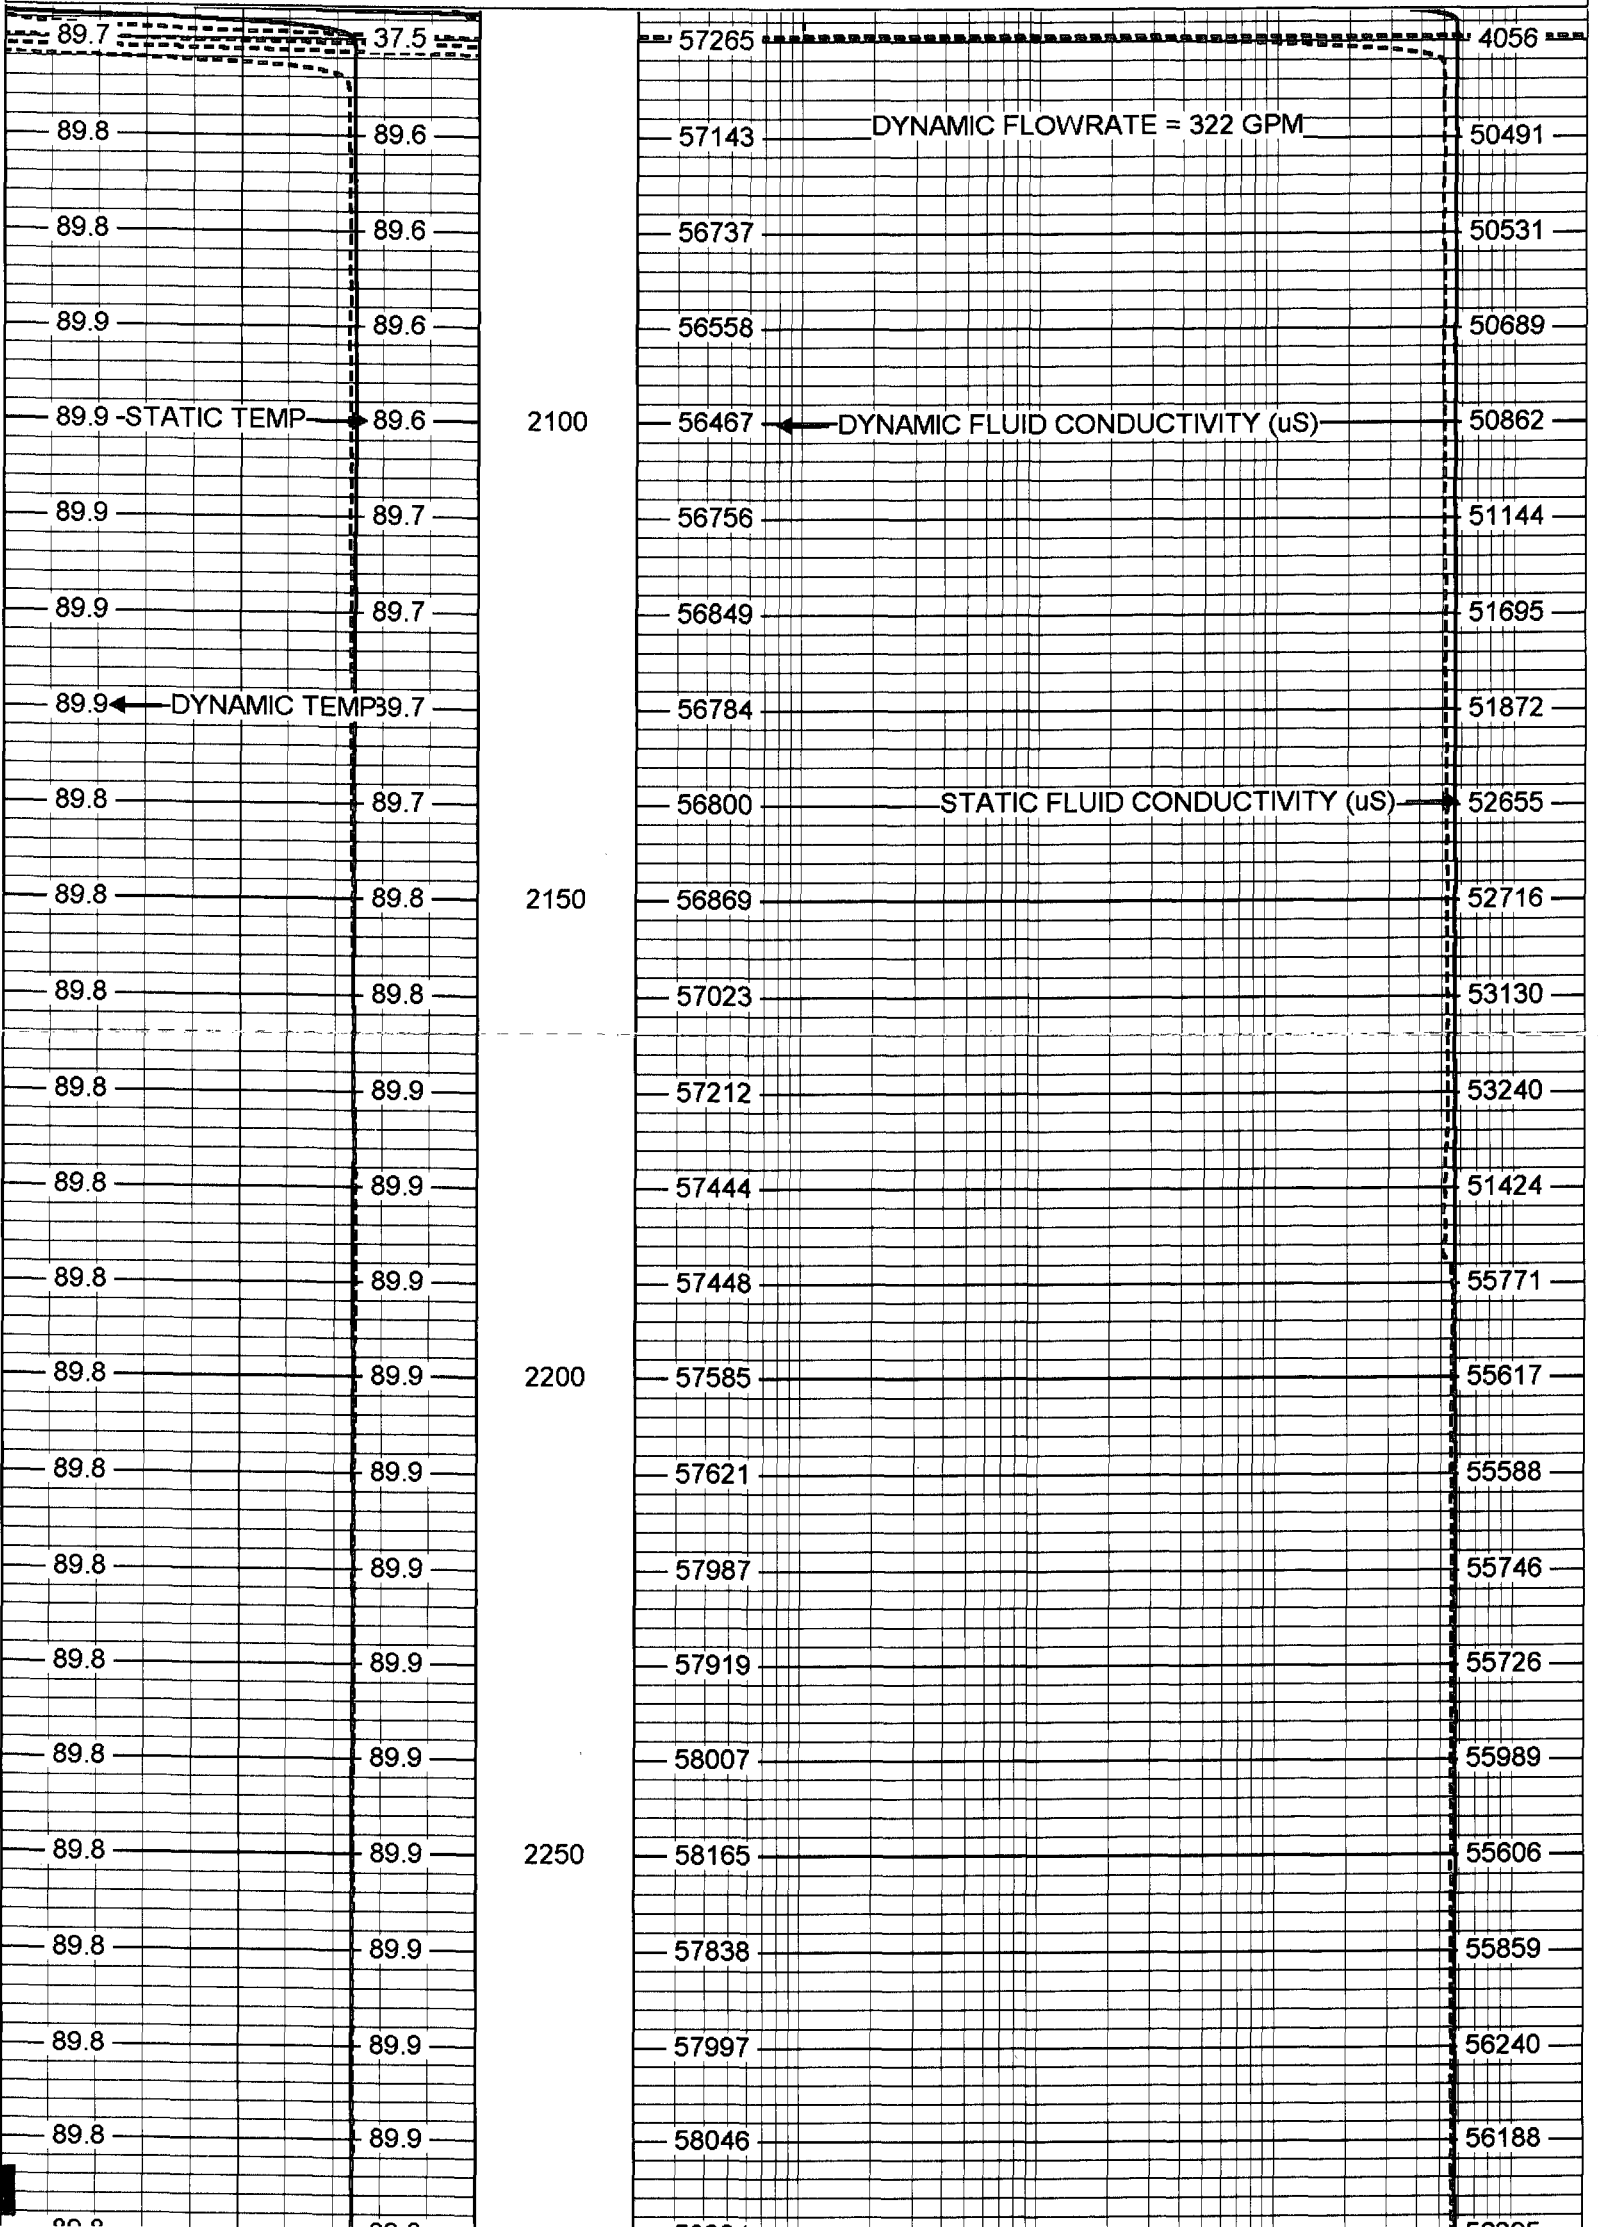 89.7 37.5 57265 4056
89.8 89.6 57143 DYNAMIC FLOWRATE = 322 GPM 50491
89.8 89.6 56737 50531
89.9 89.6 56558 50689
89.9 STATIC TEMP 89.6 2100 56467 DYNAMIC FLUID CONDUCTIVITY (uS) 50862
89.9 89.7 56756 51144
89.9 89.7 56849 51695
89.9 DYNAMIC TEMP 39.7 56784 51872
89.8 89.7 56800 STATIC FLUID CONDUCTIVITY (uS) 52655
89.8 89.8 2150 56869 52716
89.8 89.8 57023 53130
89.8 89.9 57212 53240
89.8 89.9 57444 51424
89.8 89.9 57448 55771
89.8 89.9 2200 57585 55617
89.8 89.9 57621 55588
89.8 89.9 57987 55746
89.8 89.9 57919 55726
89.8 89.9 58007 55989
89.8 89.9 2250 58165 55606
89.8 89.9 57838 55859
89.8 89.9 57997 56240
89.8 89.9 58046 56188